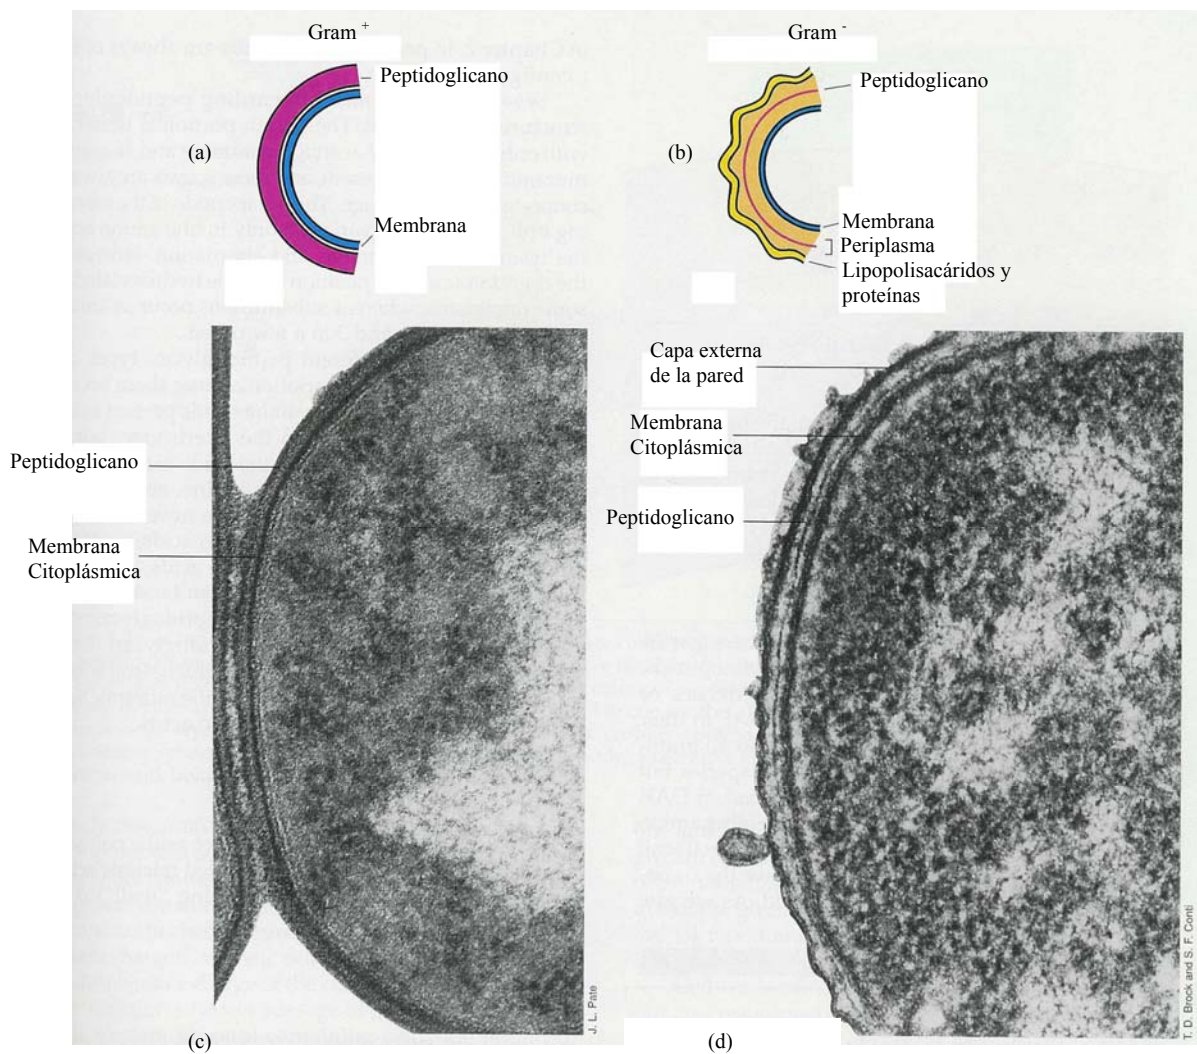 Gram +
Gram -
Peptidoglicano
(a)
Membrana
Peptidoglicano
(b)
Membrana
Periplasma
Lipopolisacáridos y
proteínas
Capa externa
de la pared
Membrana
Citoplásmica
Peptidoglicano
Peptidoglicano
Membrana
Citoplásmica
J. L. Pate
T. D. Brock and S. F. Conti
(c)
(d)